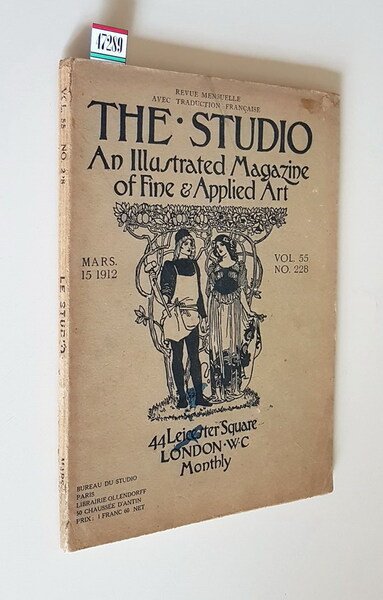 47289
REVUE MENSUELLE
AVEC TRADUCTION FRANÇAISE
THE · STUDIO
An Illustrated Magazine
of Fine & Applied Art
MARS.
15 1912
VOL. 55
NO. 228
44 Leicester Square
LONDON · W·C
Monthly
BUREAU DU STUDIO
PARIS
LIBRAIRIE OLLENDORFF
50 CHAUSSÉE D'ANTIN
PRIX: 1 FRANC 60 NET
VOL. 55 NO. 228
LE STUDIO